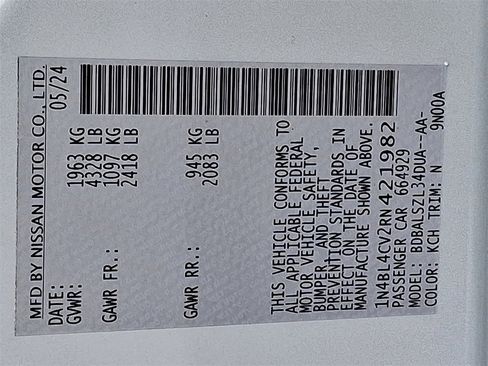 MFD BY NISSAN MOTOR CO., LTD.
DATE: 05/24
GVWR: 1963 KG
4328 LB
GAWR FR.: 1097 KG
2418 LB
GAWR RR.: 945 KG
2083 LB
THIS VEHICLE CONFORMS TO
ALL APPLICABLE FEDERAL
MOTOR VEHICLE SAFETY,
BUMPER, AND THEFT
PREVENTION STANDARDS IN
EFFECT ON THE DATE OF
MANUFACTURE SHOWN ABOVE.
1N4BL4CV2RN421982
PASSENGER CAR 664929
MODEL: BDBALSZL34DUA--AA-
COLOR: KCH TRIM: N 9N00A